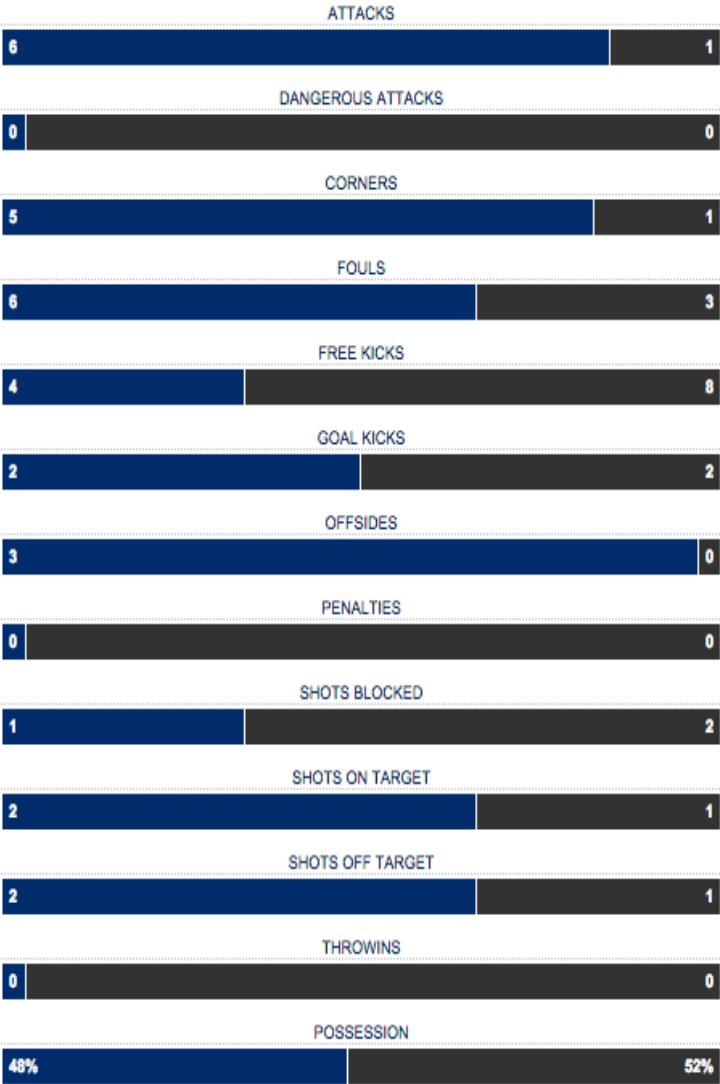 ATTACKS
6 1
DANGEROUS ATTACKS
0 0
CORNERS
5 1
FOULS
6 3
FREE KICKS
4 8
GOAL KICKS
2 2
OFFSIDES
3 0
PENALTIES
0 0
SHOTS BLOCKED
1 2
SHOTS ON TARGET
2 1
SHOTS OFF TARGET
2 1
THROWINS
0 0
POSSESSION
48% 52%